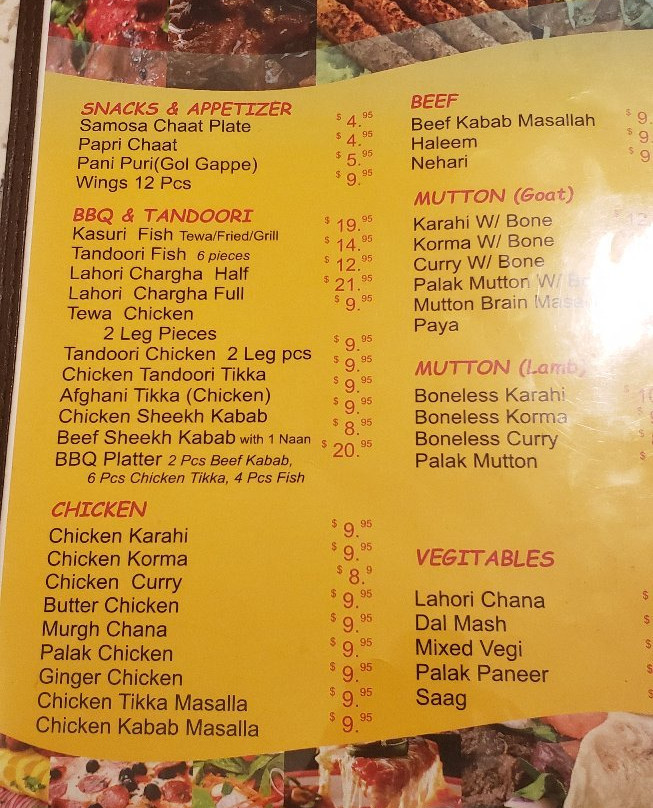 SNACKS & APPETIZER
Samosa Chaat Plate $ 4.95
Papri Chaat $ 4.95
Pani Puri(Gol Gappe) $ 5.95
Wings 12 Pcs $ 9.95
BBQ & TANDOORI
Kasuri Fish Tewa/Fried/Grill $ 19.95
Tandoori Fish 6 pieces $ 14.95
Lahori Chargha Half $ 12.95
Lahori Chargha Full $ 21.95
Tewa Chicken $ 9.95
2 Leg Pieces
Tandoori Chicken 2 Leg pcs $ 9.95
Chicken Tandoori Tikka $ 9.95
Afghani Tikka (Chicken) $ 9.95
Chicken Sheekh Kabab $ 9.95
Beef Sheekh Kabab with 1 Naan $ 8.95
BBQ Platter 2 Pcs Beef Kabab, $ 20.95
6 Pcs Chicken Tikka, 4 Pcs Fish
CHICKEN
Chicken Karahi $ 9.95
Chicken Korma $ 9.95
Chicken Curry $ 8.9
Butter Chicken $ 9.95
Murgh Chana $ 9.95
Palak Chicken $ 9.95
Ginger Chicken $ 9.95
Chicken Tikka Masalla $ 9.95
Chicken Kabab Masalla $ 9.95
BEEF
Beef Kabab Masallah $ 9.
Haleem $ 9.
Nehari $ 9
MUTTON (Goat)
Karahi W/ Bone
Korma W/ Bone
Curry W/ Bone
Palak Mutton W/
Mutton Brain
Paya
MUTTON (Lamb)
Boneless Karahi
Boneless Korma $
Boneless Curry $
Palak Mutton $
VEGITABLES
Lahori Chana $
Dal Mash $
Mixed Vegi $
Palak Paneer $
Saag $